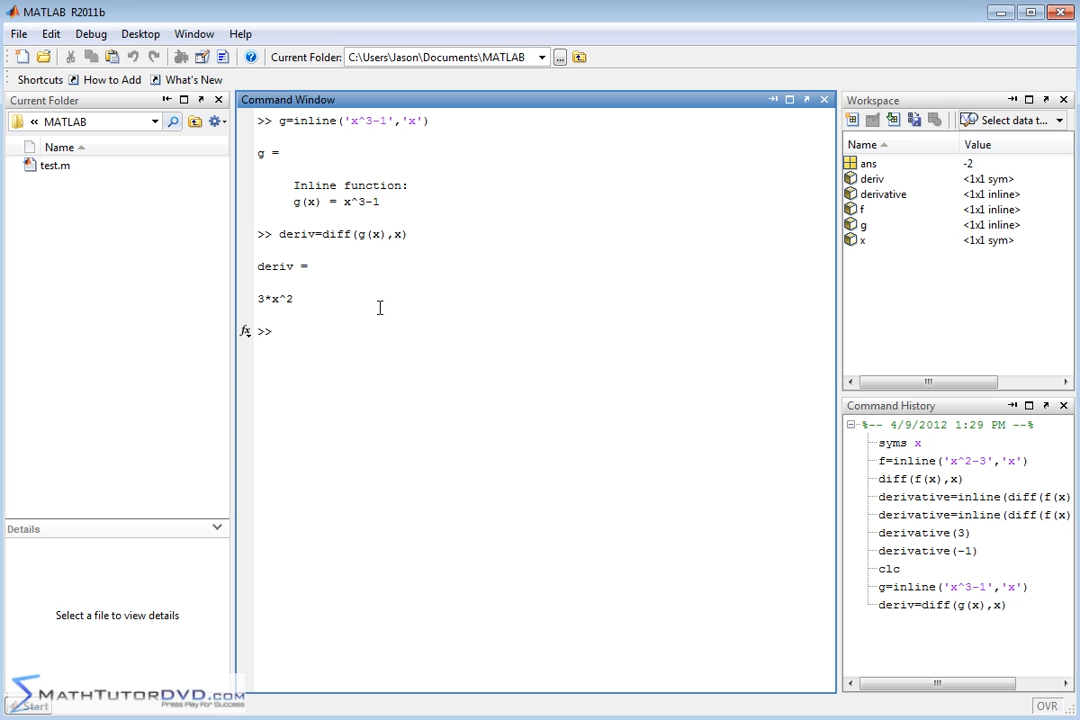 MATLAB R2011b
File Edit Debug Desktop Window Help
Current Folder: C:\Users\Jason\Documents\MATLAB ...
Shortcuts How to Add What's New
Current Folder
« MATLAB
Name
test.m
Details
Select a file to view details
Start
MathTutorDVD.com
Press Play For Success
Command Window
>> g=inline('x^3-1','x')
g =
Inline function:
g(x) = x^3-1
>> deriv=diff(g(x),x)
deriv =
3*x^2
fx >>
Workspace
Select data t...
Name Value
ans -2
deriv <1x1 sym>
derivative <1x1 inline>
f <1x1 inline>
g <1x1 inline>
x <1x1 sym>
Command History
%-- 4/9/2012 1:29 PM --%
syms x
f=inline('x^2-3','x')
diff(f(x),x)
derivative=inline(diff(f(x)
derivative=inline(diff(f(x)
derivative(3)
derivative(-1)
clc
g=inline('x^3-1','x')
deriv=diff(g(x),x)
OVR